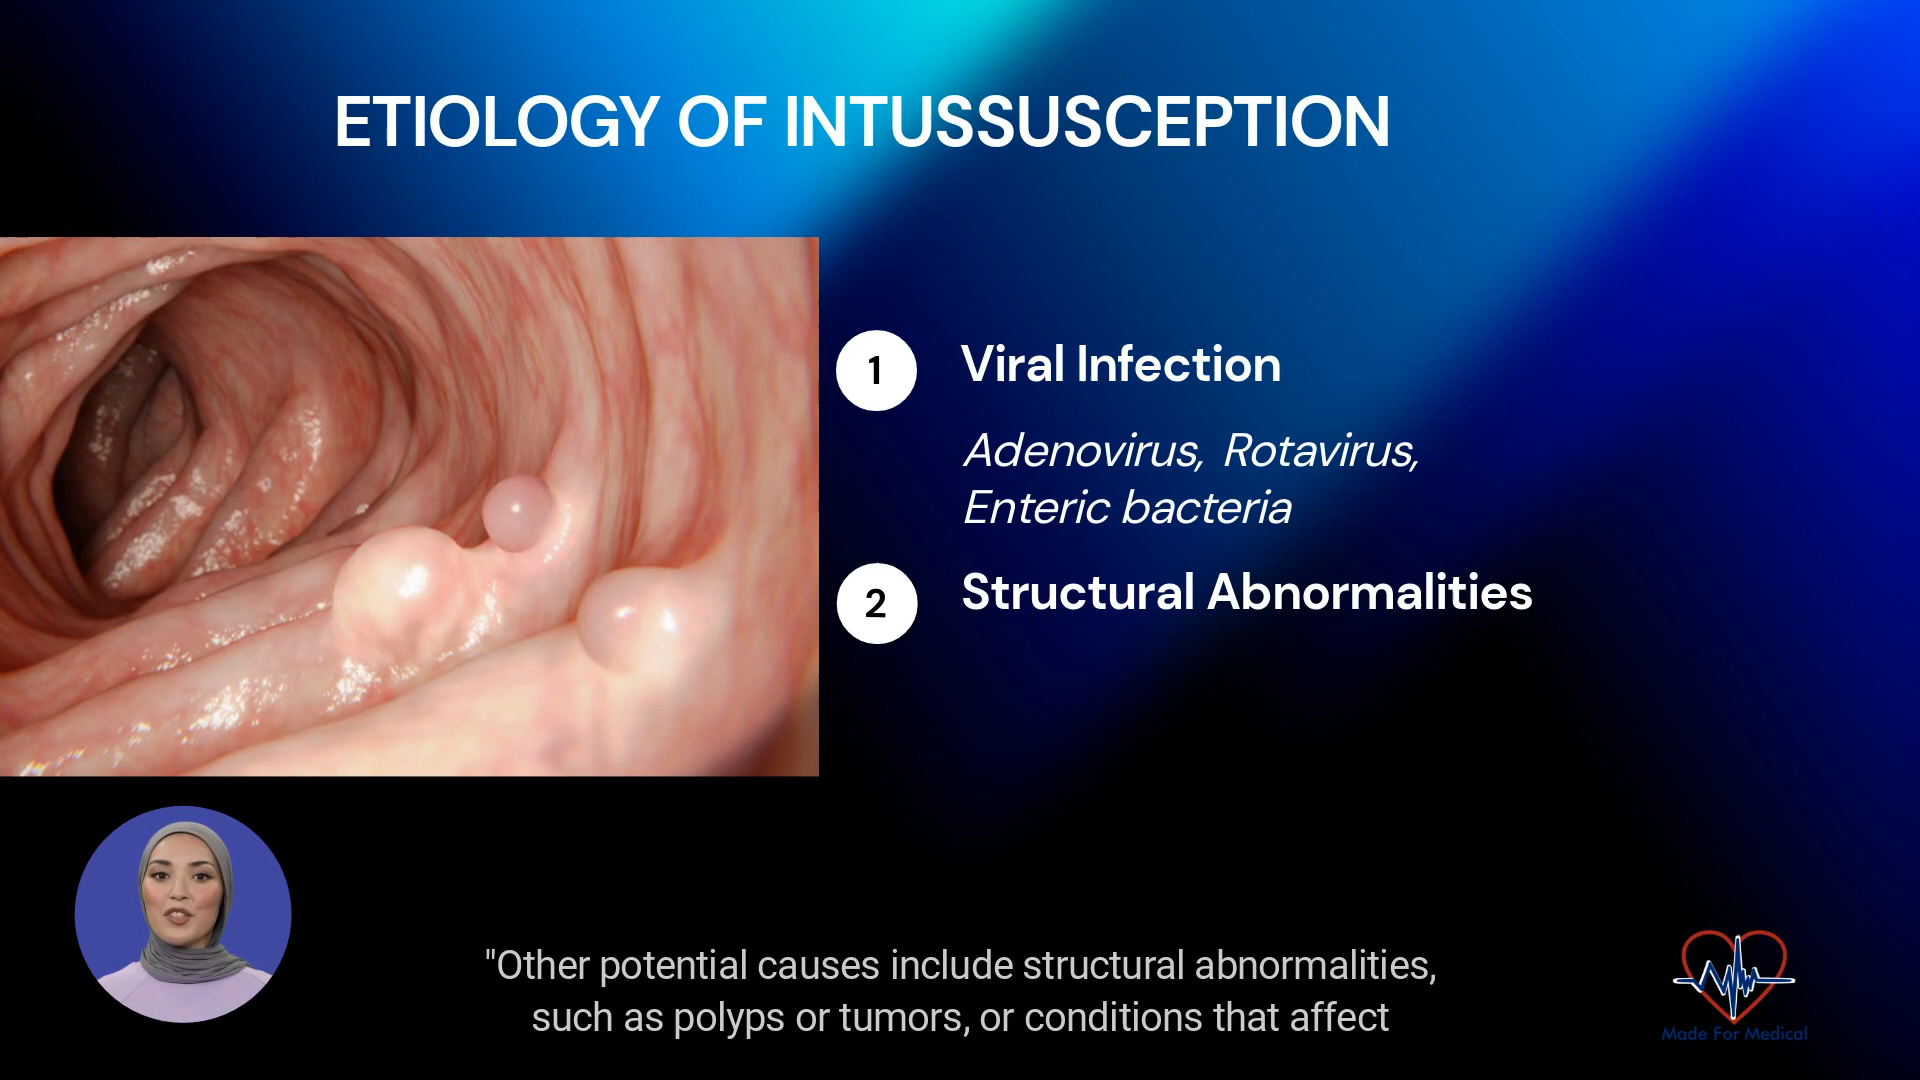 ETIOLOGY OF INTUSSUSCEPTION
1
Viral Infection
Adenovirus, Rotavirus,
Enteric bacteria
2
Structural Abnormalities
"Other potential causes include structural abnormalities,
such as polyps or tumors, or conditions that affect
Made For Medical